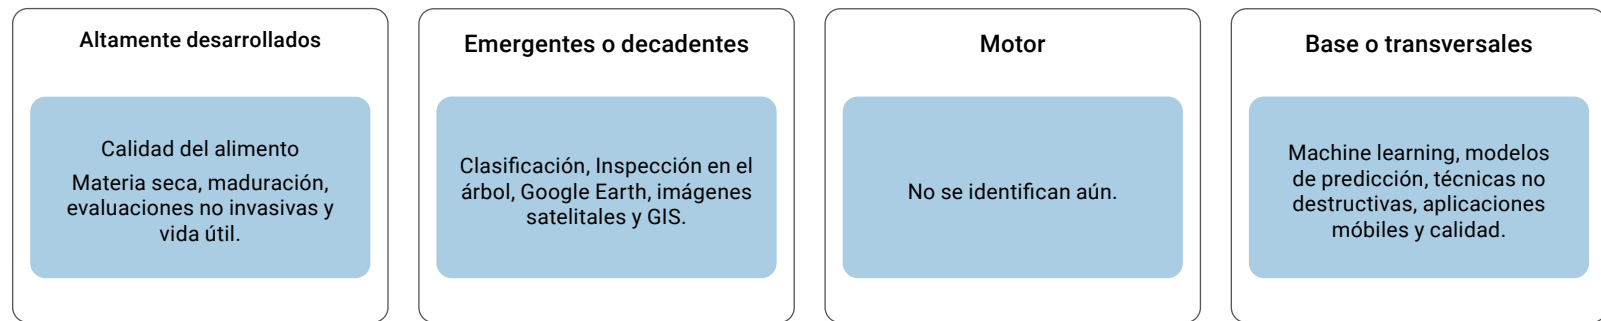 Altamente desarrollados
Calidad del alimento
Materia seca, maduración,
evaluaciones no invasivas y
vida útil.
Emergentes o decadentes
Clasificación, Inspección en el
árbol, Google Earth, imágenes
satelitales y GIS.
Motor
No se identifican aún.
Base o transversales
Machine learning, modelos
de predicción, técnicas no
destructivas, aplicaciones
móbiles y calidad.